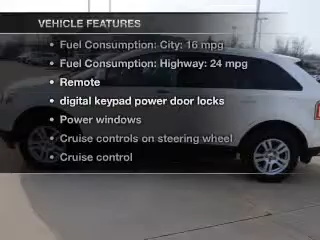 VEHICLE FEATURES
• Fuel Consumption: City: 16 mpg
• Fuel Consumption: Highway: 24 mpg
• Remote
• digital keypad power door locks
• Power windows
• Cruise controls on steering wheel
• Cruise control